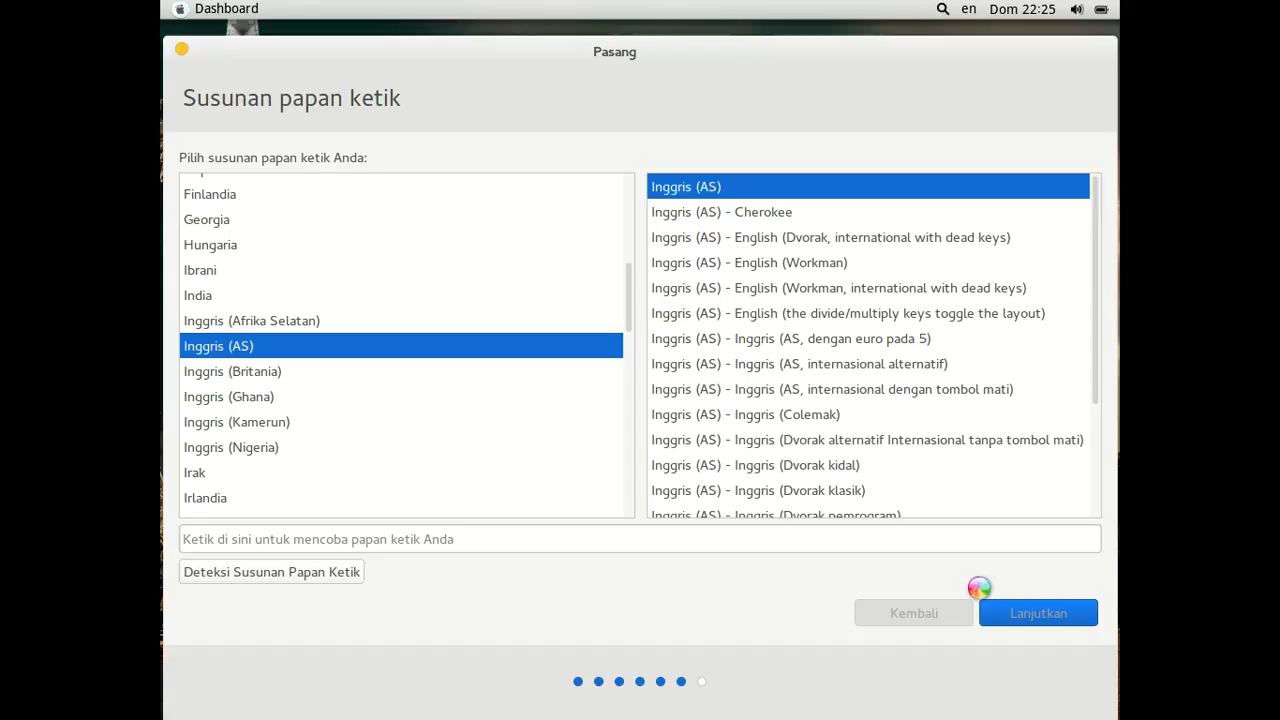 Dashboard en Dom 22:25
Pasang
Susunan papan ketik
Pilih susunan papan ketik Anda:
Finlandia
Georgia
Hungaria
Ibrani
India
Inggris (Afrika Selatan)
Inggris (AS)
Inggris (Britania)
Inggris (Ghana)
Inggris (Kamerun)
Inggris (Nigeria)
Irak
Irlandia
Inggris (AS)
Inggris (AS) - Cherokee
Inggris (AS) - English (Dvorak, international with dead keys)
Inggris (AS) - English (Workman)
Inggris (AS) - English (Workman, international with dead keys)
Inggris (AS) - English (the divide/multiply keys toggle the layout)
Inggris (AS) - Inggris (AS, dengan euro pada 5)
Inggris (AS) - Inggris (AS, internasional alternatif)
Inggris (AS) - Inggris (AS, internasional dengan tombol mati)
Inggris (AS) - Inggris (Colemak)
Inggris (AS) - Inggris (Dvorak alternatif Internasional tanpa tombol mati)
Inggris (AS) - Inggris (Dvorak kidal)
Inggris (AS) - Inggris (Dvorak klasik)
Inggris (AS) - Inggris (Dvorak pemrogram)
Ketik di sini untuk mencoba papan ketik Anda
Deteksi Susunan Papan Ketik
Kembali
Lanjutkan